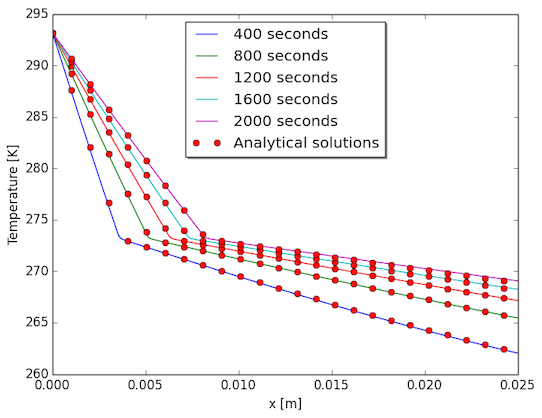 295
290
285
280
275
270
265
260
Temperature [K]
400 seconds
800 seconds
1200 seconds
1600 seconds
2000 seconds
Analytical solutions
0.000 0.005 0.010 0.015 0.020 0.025
x [m]